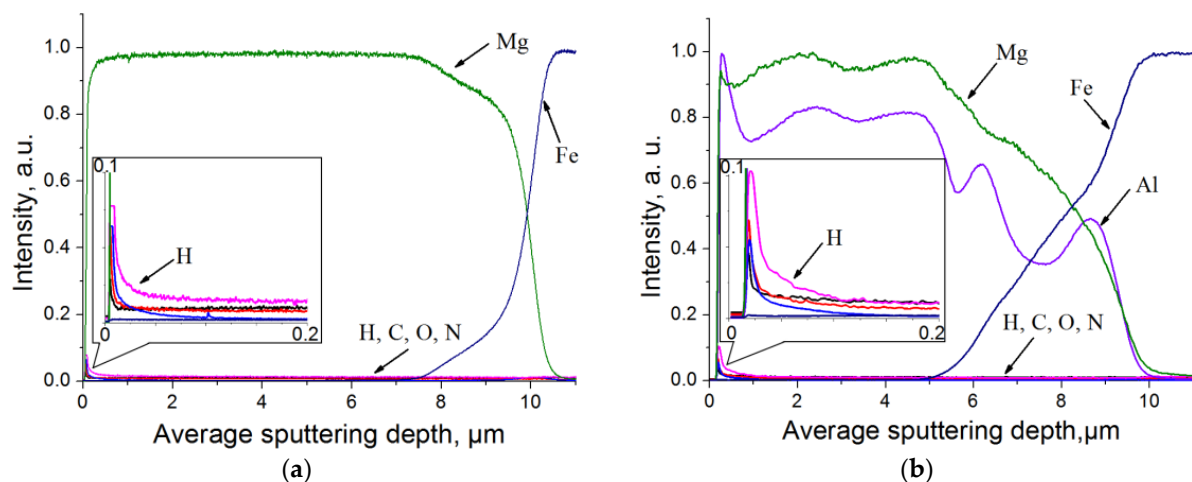 Mg
Fe
H
H, C, O, N
0.1
0
0.2
1.0
0.8
0.6
0.4
0.2
0.0
0 2 4 6 8 10
Intensity, a.u.
Average sputtering depth, μm
(a)
Mg
Fe
Al
H
H, C, O, N
0.1
0
0.2
1.0
0.8
0.6
0.4
0.2
0.0
0 2 4 6 8 10
Intensity, a. u.
Average sputtering depth,μm
(b)